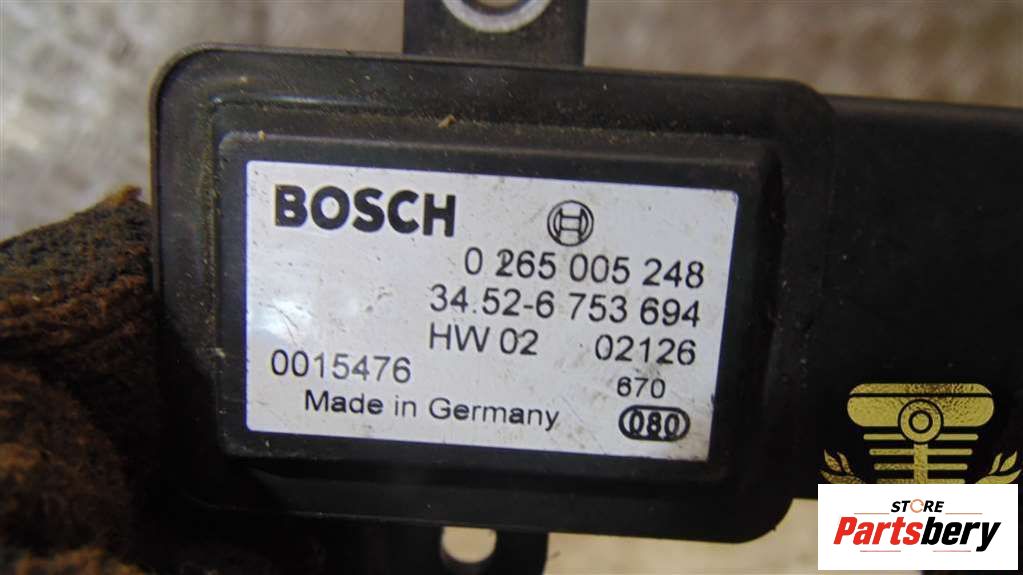 BOSCH
0 265 005 248
34.52-6 753 694
HW 02 02126
0015476
670
Made in Germany
080
STORE
Partsbery